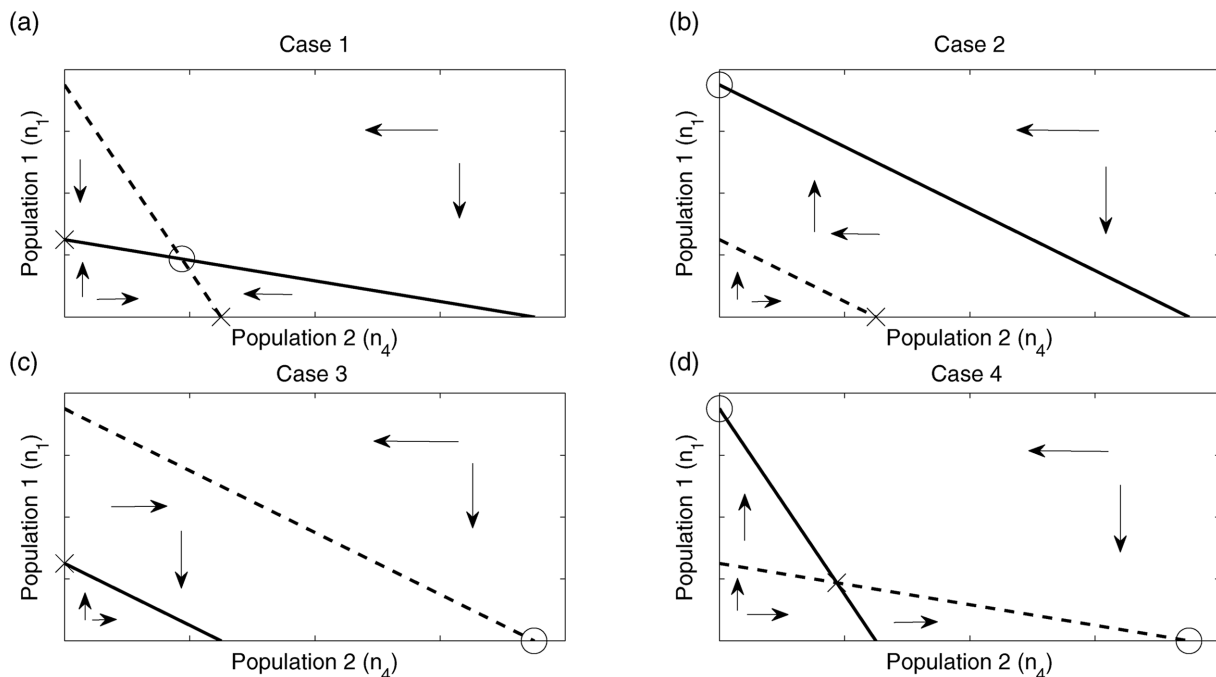 (a)
Case 1
Population 1 (n1)
Population 2 (n4)
(b)
Case 2
Population 1 (n1)
Population 2 (n4)
(c)
Case 3
Population 1 (n1)
Population 2 (n4)
(d)
Case 4
Population 1 (n1)
Population 2 (n4)